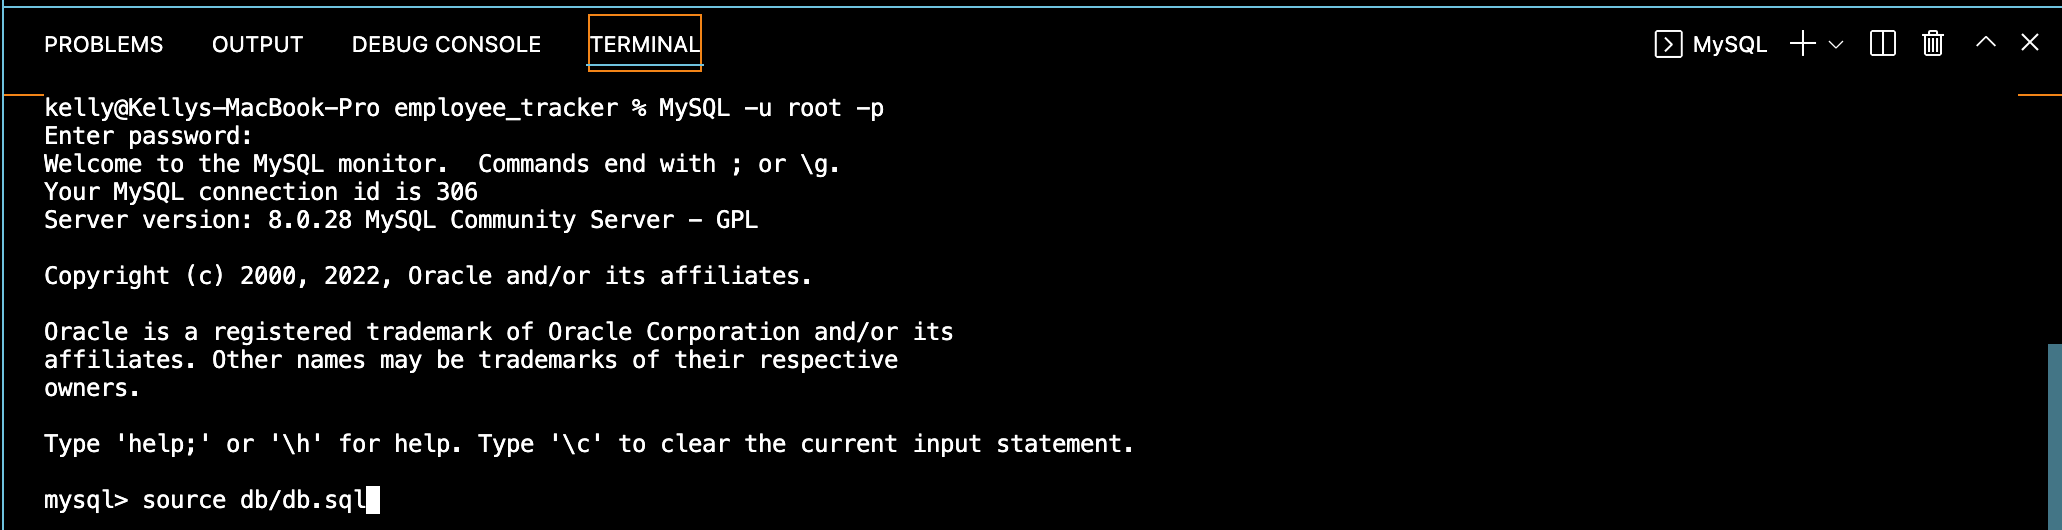 PROBLEMS OUTPUT DEBUG CONSOLE TERMINAL MySQL
kelly@Kellys-MacBook-Pro employee_tracker % MySQL -u root -p
Enter password:
Welcome to the MySQL monitor.  Commands end with ; or \g.
Your MySQL connection id is 306
Server version: 8.0.28 MySQL Community Server - GPL
Copyright (c) 2000, 2022, Oracle and/or its affiliates.
Oracle is a registered trademark of Oracle Corporation and/or its
affiliates. Other names may be trademarks of their respective
owners.
Type 'help;' or '\h' for help. Type '\c' to clear the current input statement.
mysql> source db/db.sql